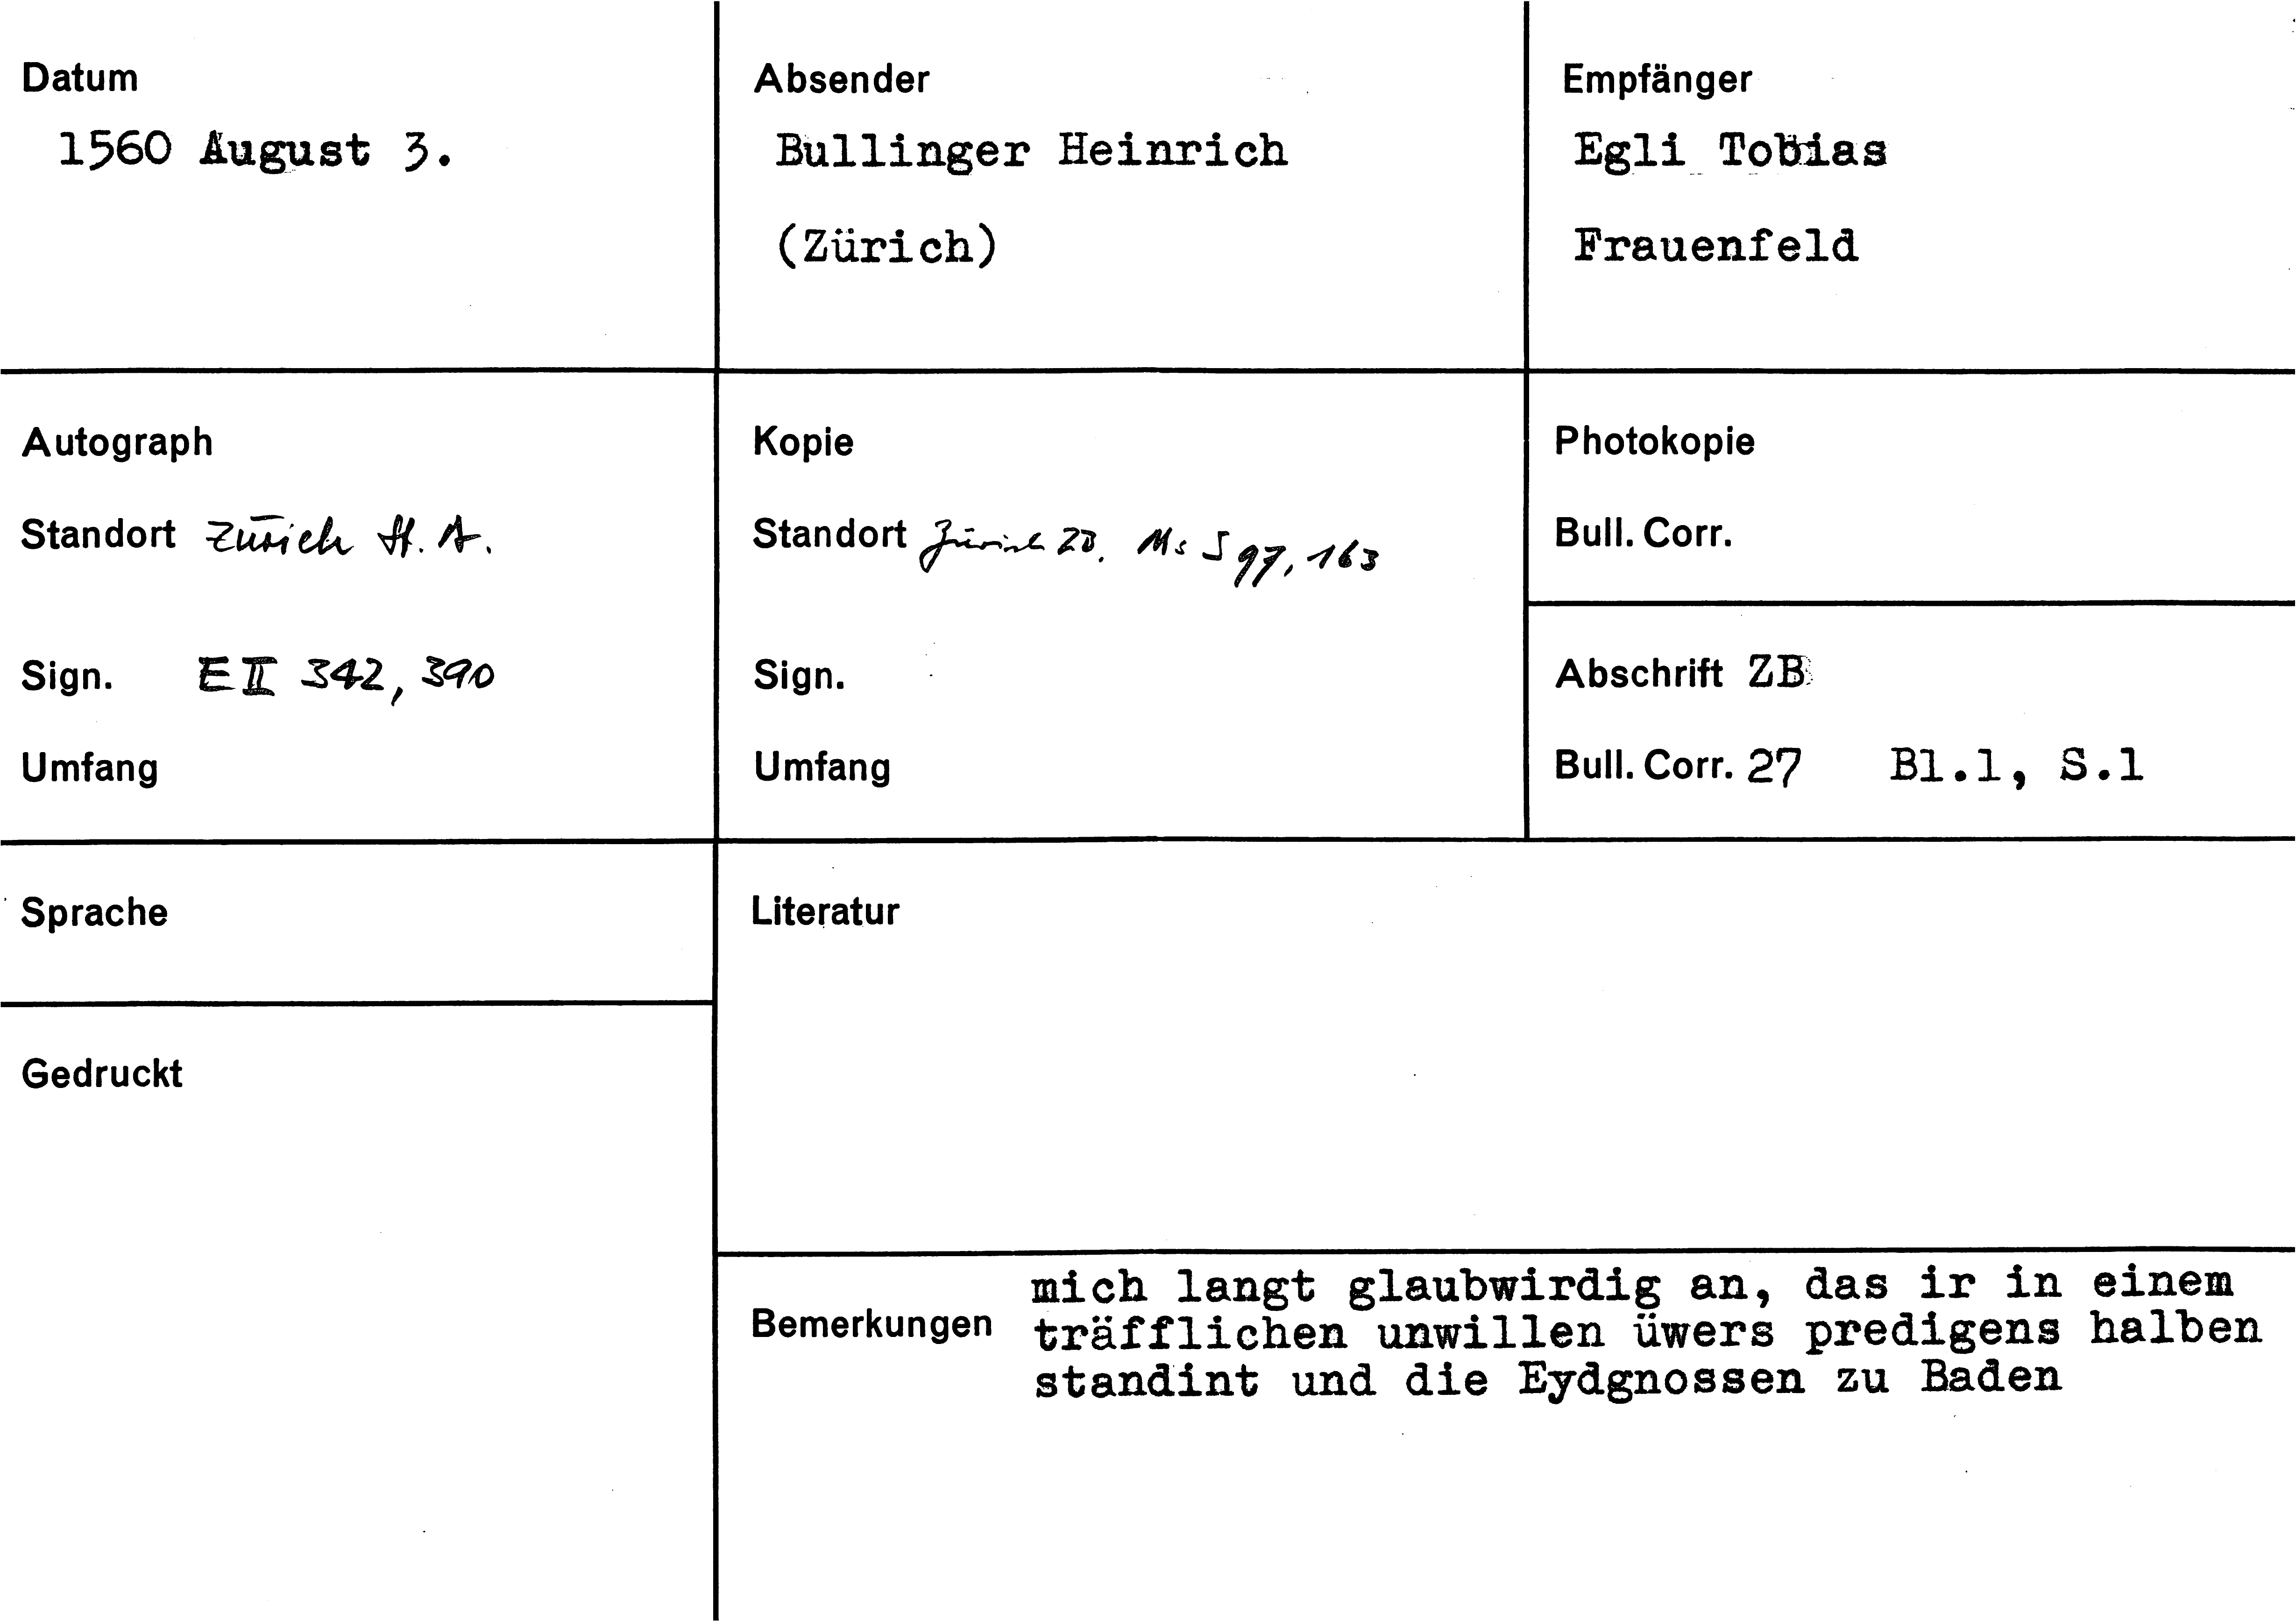 Datum
1560 August 3.
Absender
Bullinger Heinrich
(Zürich)
Empfänger
Egli Tobias
Frauenfeld
Autograph
Standort Zürich St. A.
Sign. E II 342, 390
Umfang
Kopie
Standort Zürich ZB. Ms S 97, 163
Sign.
Umfang
Photokopie
Bull. Corr.
Abschrift ZB
Bull. Corr. 27 Bl.1, S.1
Sprache
Literatur
Gedruckt
Bemerkungen
mich langt glaubwirdig an, das ir in einem
träfflichen unwillen üwers predigens halben
standint und die Eydgnossen zu Baden